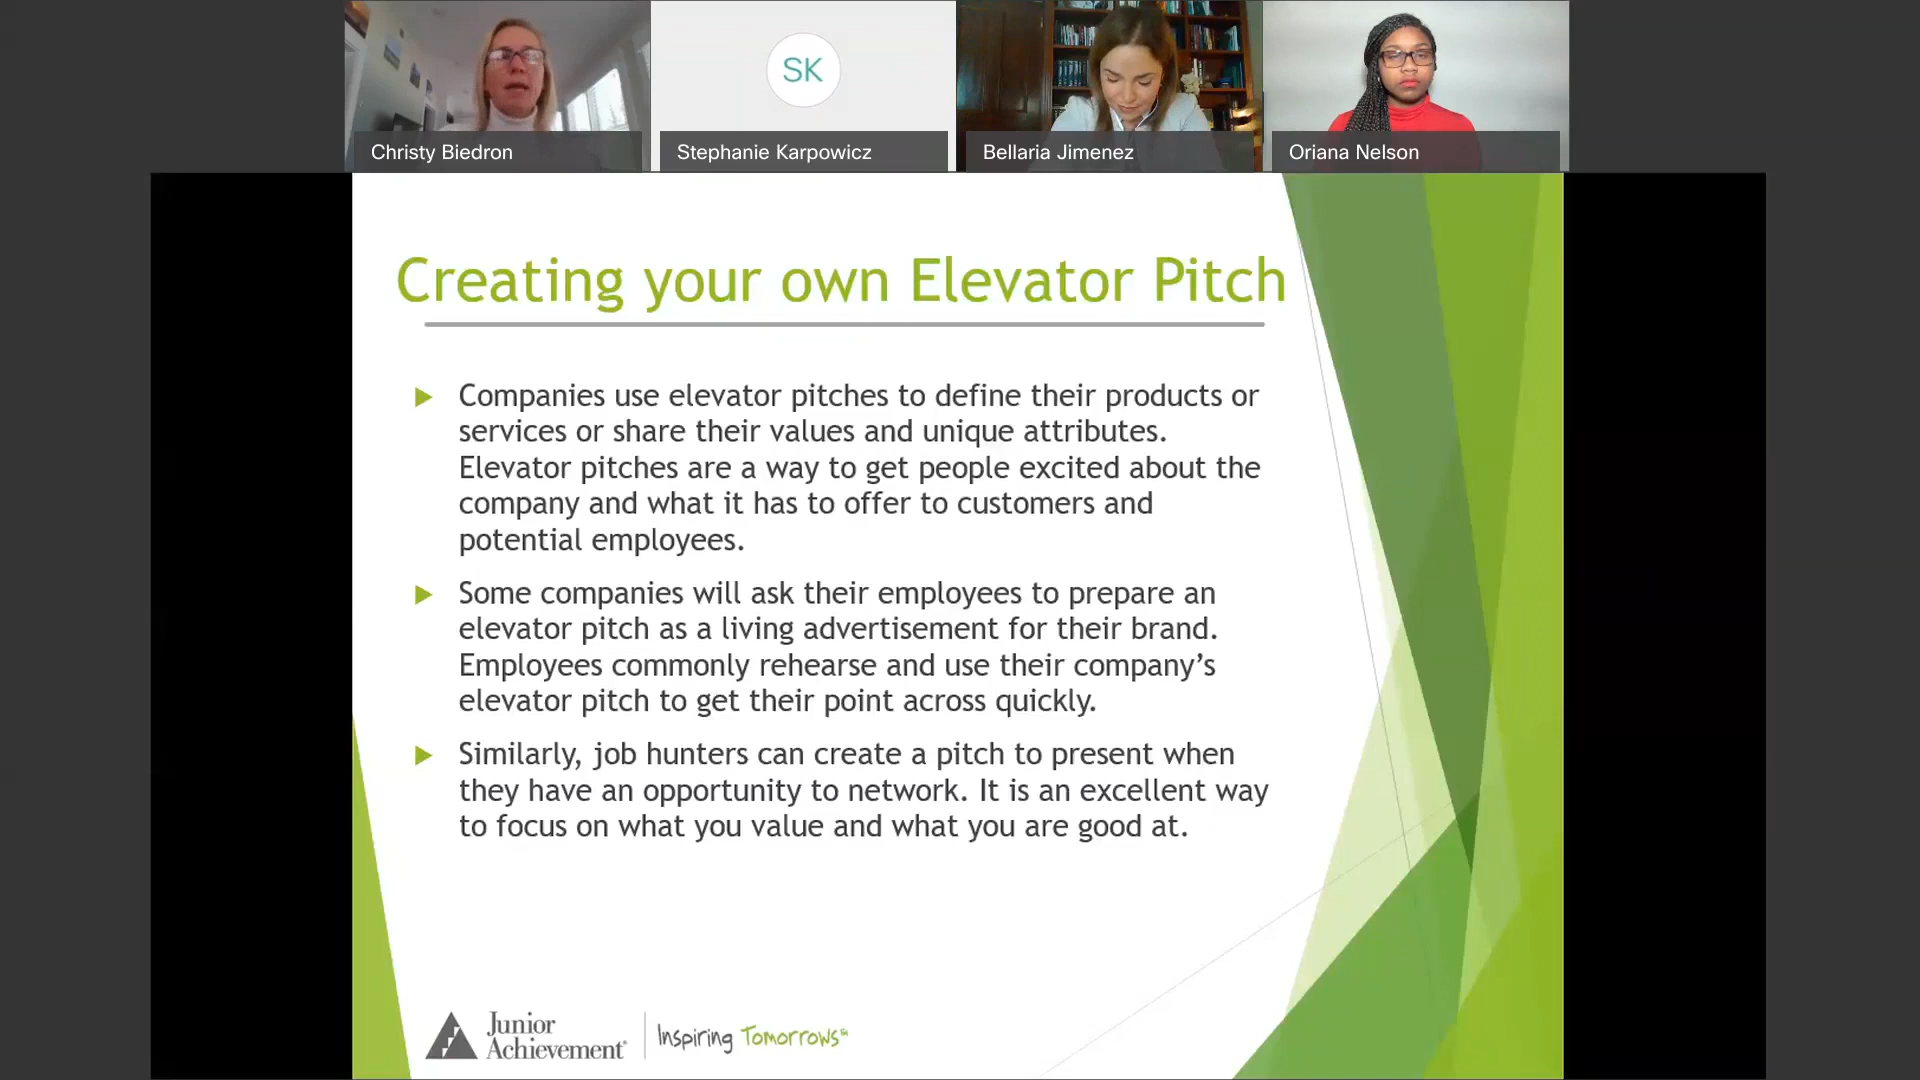 SK
Christy Biedron
Stephanie Karpowicz
Bellaria Jimenez
Oriana Nelson
Creating your own Elevator Pitch
Companies use elevator pitches to define their products or
services or share their values and unique attributes.
Elevator pitches are a way to get people excited about the
company and what it has to offer to customers and
potential employees.
Some companies will ask their employees to prepare an
elevator pitch as a living advertisement for their brand.
Employees commonly rehearse and use their company’s
elevator pitch to get their point across quickly.
Similarly, job hunters can create a pitch to present when
they have an opportunity to network. It is an excellent way
to focus on what you value and what you are good at.
Junior
Achievement®
Inspiring Tomorrows℠